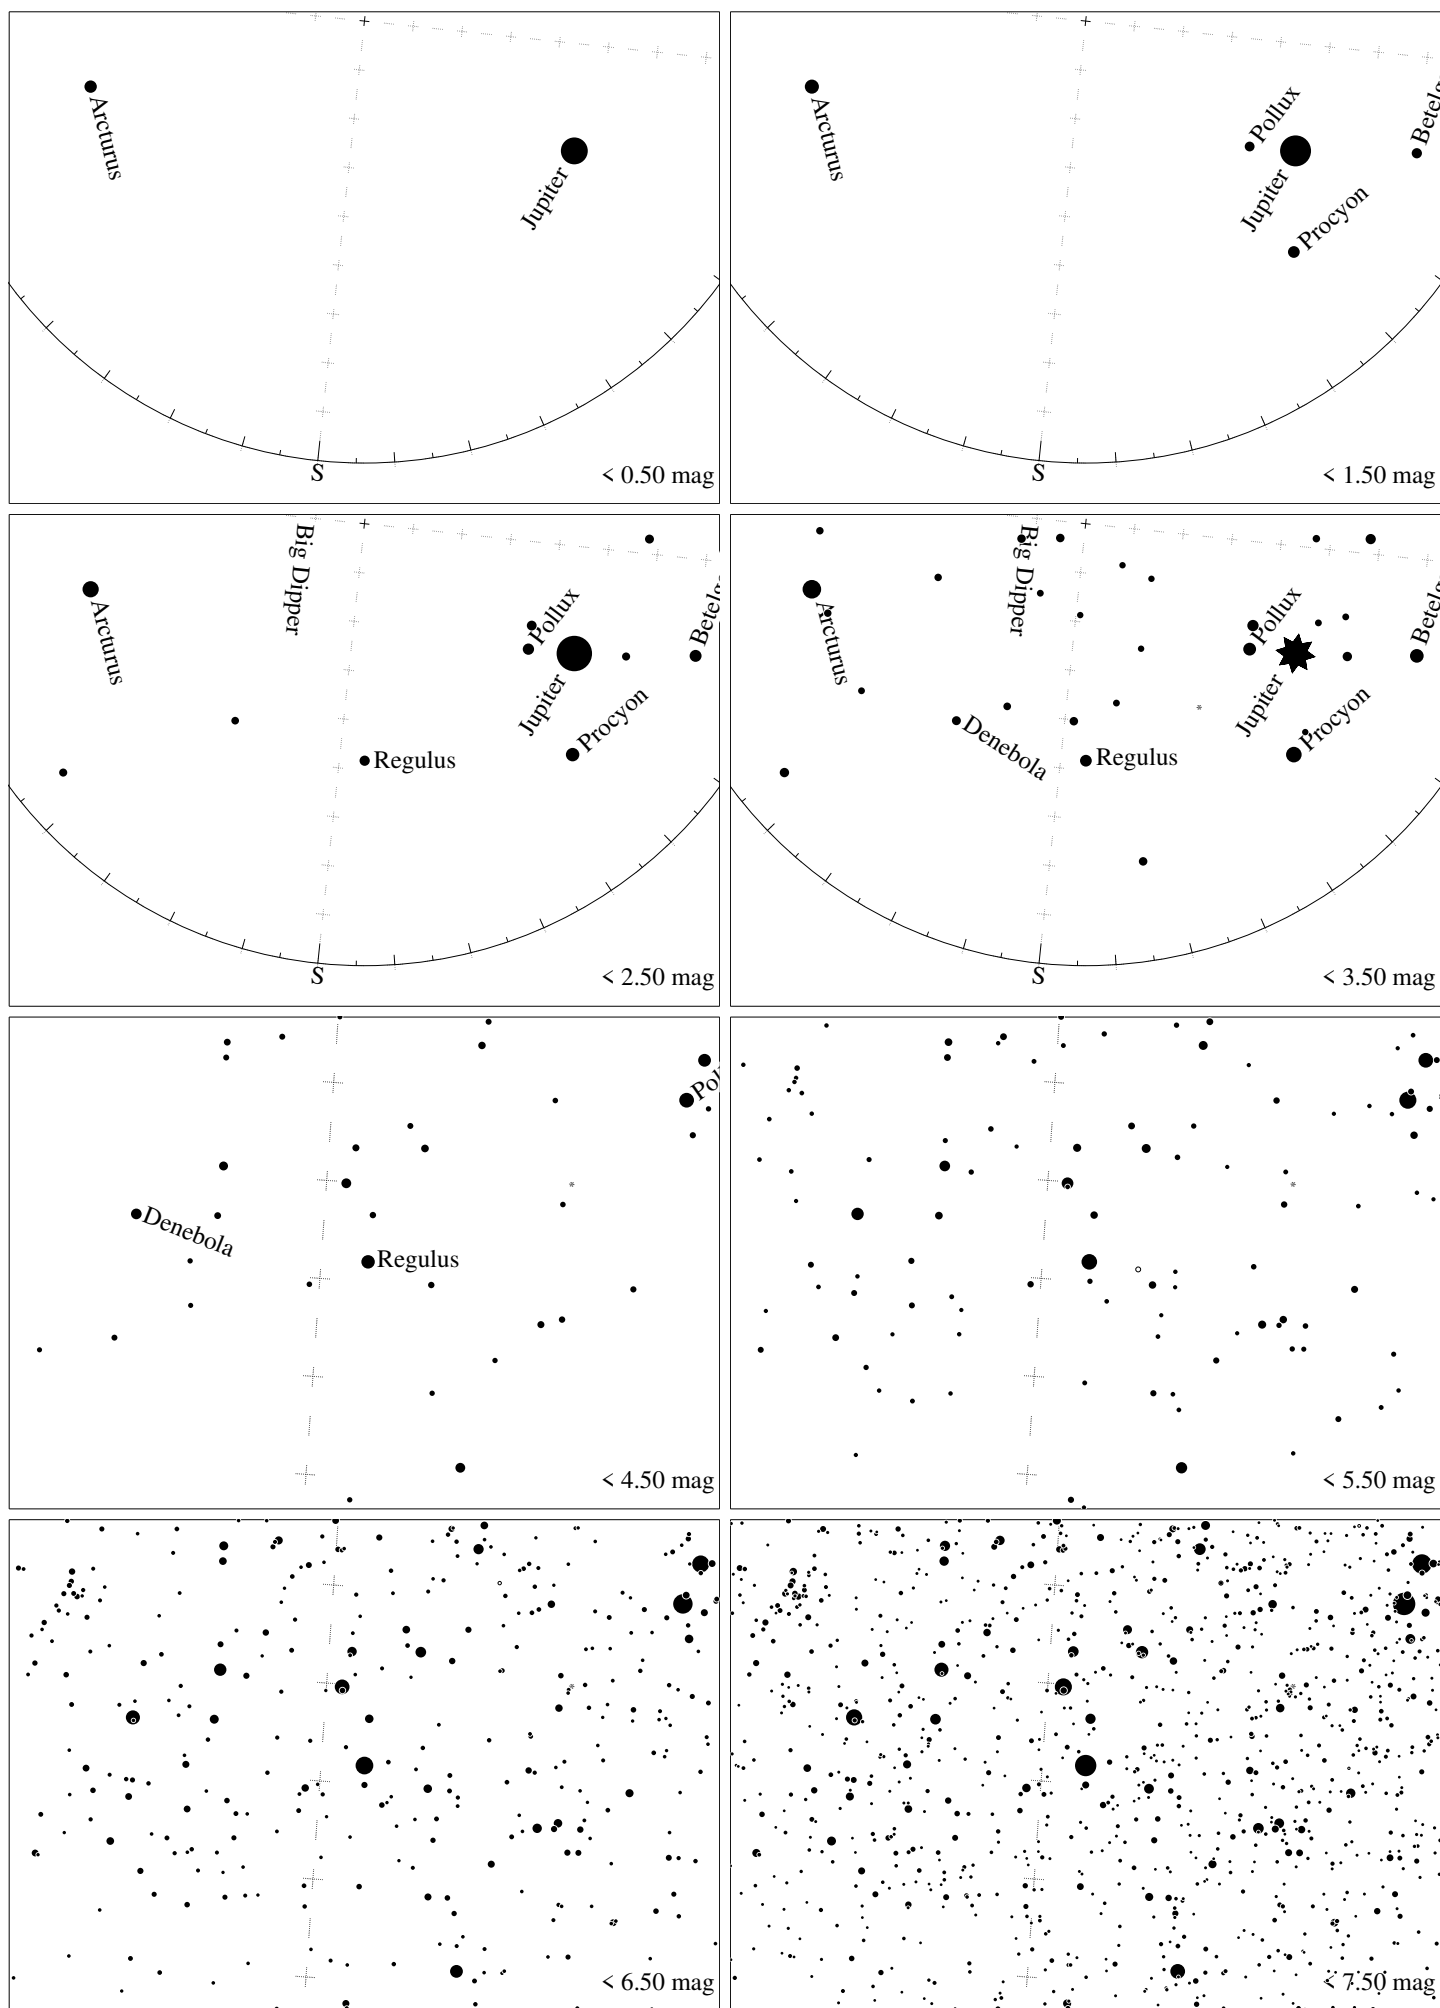 Arcturus
Jupiter
S
< 0.50 mag
Arcturus
Pollux
Jupiter
Procyon
S
< 1.50 mag
Big Dipper
Arcturus
Pollux
Jupiter
Procyon
Regulus
S
< 2.50 mag
Big Dipper
Arcturus
Pollux
Jupiter
Procyon
Denebola
Regulus
S
< 3.50 mag
Denebola
Regulus
< 4.50 mag
< 5.50 mag
< 6.50 mag
< 7.50 mag